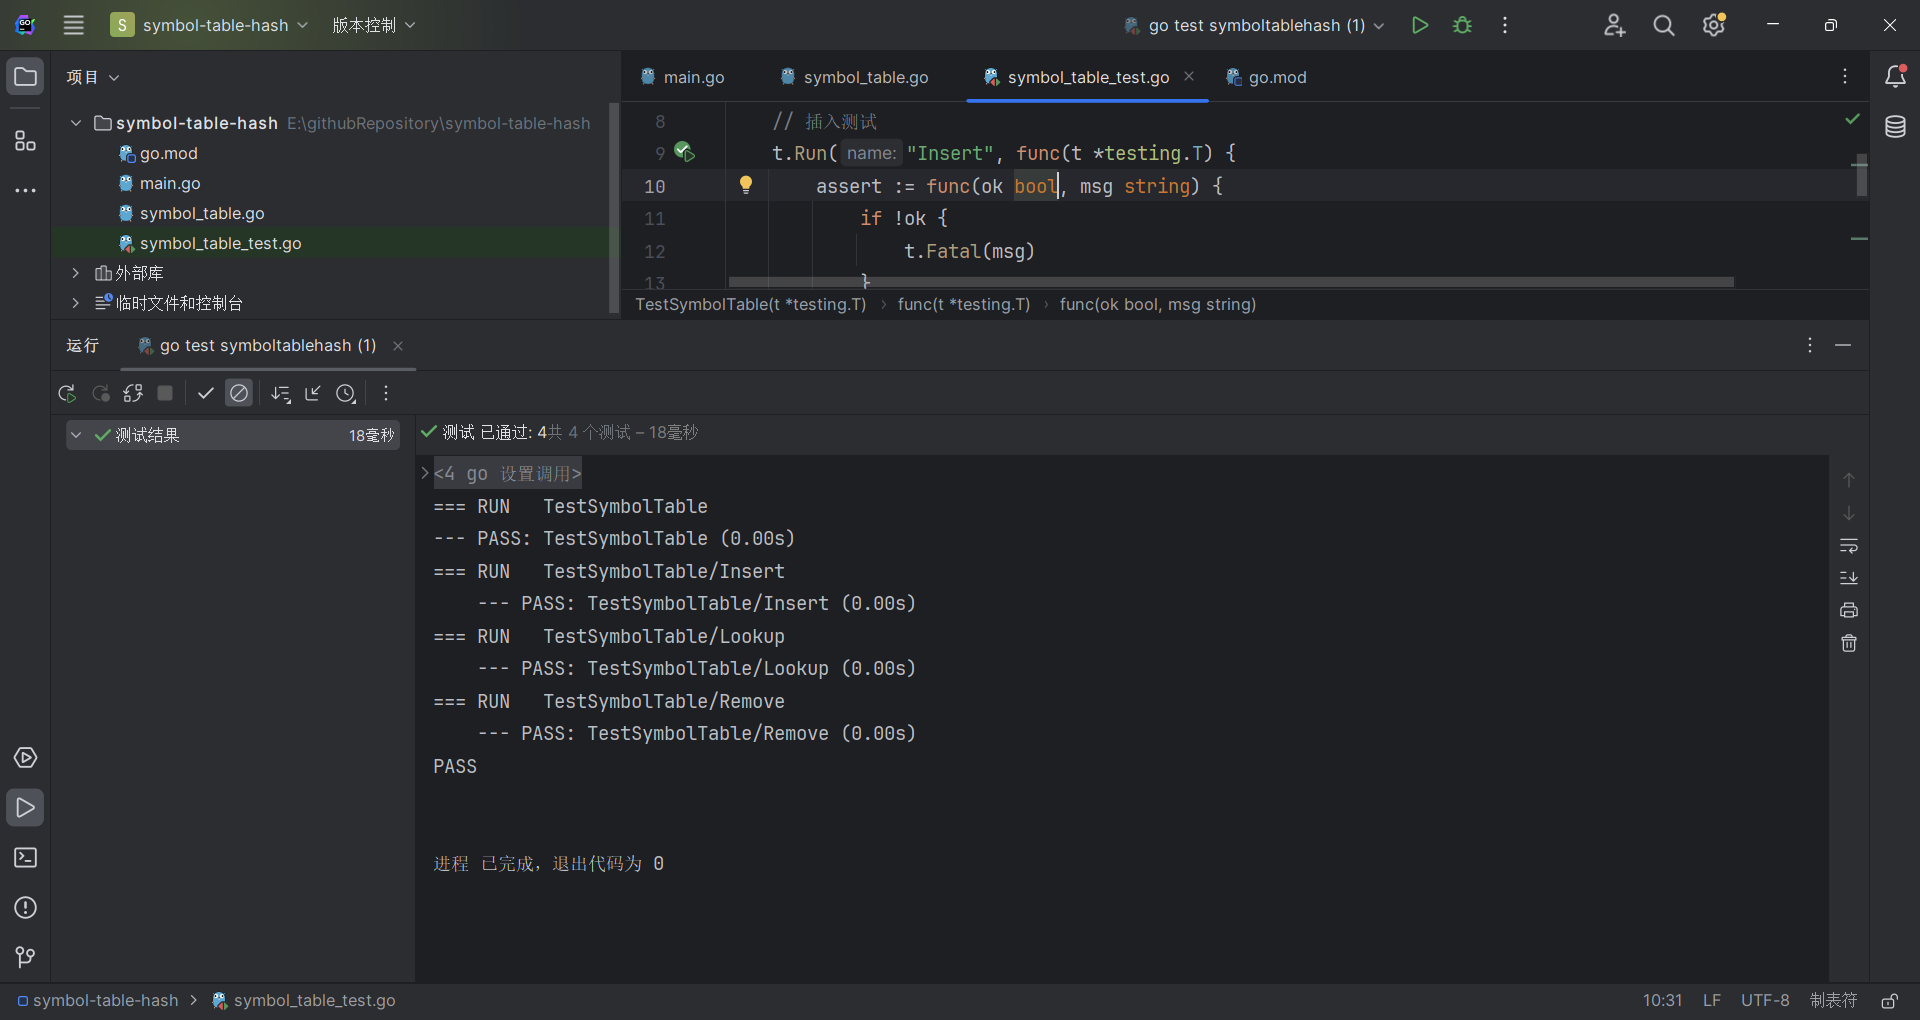 GO
S symbol-table-hash 版本控制 go test symboltablehash (1)
项目
symbol-table-hash E:\githubRepository\symbol-table-hash
go.mod
main.go
symbol_table.go
symbol_table_test.go
外部库
临时文件和控制台
main.go symbol_table.go symbol_table_test.go go.mod
8 // 插入测试
9 t.Run( name: "Insert", func(t *testing.T) {
10 assert := func(ok bool, msg string) {
11 if !ok {
12 t.Fatal(msg)
13 }
TestSymbolTable(t *testing.T) › func(t *testing.T) › func(ok bool, msg string)
运行 go test symboltablehash (1)
测试结果 18毫秒
测试 已通过: 4共 4 个测试 – 18毫秒
<4 go 设置调用>
=== RUN   TestSymbolTable
--- PASS: TestSymbolTable (0.00s)
=== RUN   TestSymbolTable/Insert
    --- PASS: TestSymbolTable/Insert (0.00s)
=== RUN   TestSymbolTable/Lookup
    --- PASS: TestSymbolTable/Lookup (0.00s)
=== RUN   TestSymbolTable/Remove
    --- PASS: TestSymbolTable/Remove (0.00s)
PASS
进程 已完成，退出代码为 0
symbol-table-hash › symbol_table_test.go 10:31 LF UTF-8 制表符